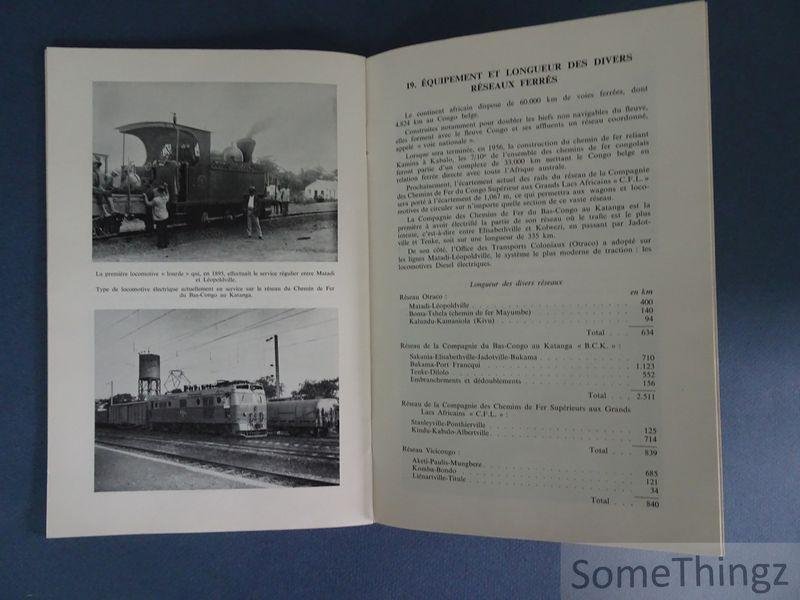 La première locomotive « lourde » qui, en 1895, effectuait le service régulier entre Matadi
et Léopoldville.
Type de locomotive électrique actuellement en service sur le réseau du Chemin de Fer
du Bas-Congo au Katanga.
19. ÉQUIPEMENT ET LONGUEUR DES DIVERS
RÉSEAUX FERRÉS
Le continent africain dispose de 60.000 km de voies ferrées, dont
4.824 km au Congo belge.
Construites notamment pour doubler les biefs non navigables du fleuve,
elles forment avec le fleuve Congo et ses affluents un réseau coordonné,
appelé « voie nationale ».
Lorsque sera terminée, en 1956, la construction du chemin de fer reliant
Kamina à Kabalo, les 7/10e de l'ensemble des chemins de fer congolais
feront partie d'un complexe de 33.000 km mettant le Congo belge en
relation ferrée directe avec toute l'Afrique australe.
Prochainement, l'écartement actuel des rails du réseau de la Compagnie
des Chemins de Fer du Congo Supérieur aux Grands Lacs Africains « C.F.L. »
sera porté à l'écartement de 1,067 m, ce qui permettra aux wagons et loco-
motives de circuler sur n'importe quelle section de ce vaste réseau.
La Compagnie des Chemins de Fer du Bas-Congo au Katanga est la
première à avoir électrifié la partie de son réseau où le trafic est le plus
intense, c'est-à-dire entre Elisabethville et Kolwezi, en passant par Jadot-
ville et Tenke, soit sur une longueur de 335 km.
De son côté, l'Office des Transports Coloniaux (Otraco) a adopté sur
les lignes Matadi-Léopoldville, le système le plus moderne de traction : les
locomotives Diesel électriques.
Longueur des divers réseaux
en km
Réseau Otraco :
Matadi-Léopoldville 400
Boma-Tshela (chemin de fer Mayumbe) 140
Kalundu-Kamaniola (Kivu) 94
Total 634
Réseau de la Compagnie du Bas-Congo au Katanga « B.C.K. » :
Sakania-Elisabethville-Jadotville-Bukama 710
Bukama-Port Francqui 1.123
Tenke-Dilolo 552
Embranchements et dédoublements 156
Total 2.511
Réseau de la Compagnie des Chemins de Fer Supérieurs aux Grands
Lacs Africains « C.F.L. » :
Stanleyville-Ponthierville 125
Kindu-Kabalo-Albertville 714
Total 839
Réseau Vicicongo :
Aketi-Paulis-Mungbere 685
Komba-Bondo 121
Liénartville-Titule 34
Total 840
SomeThingz